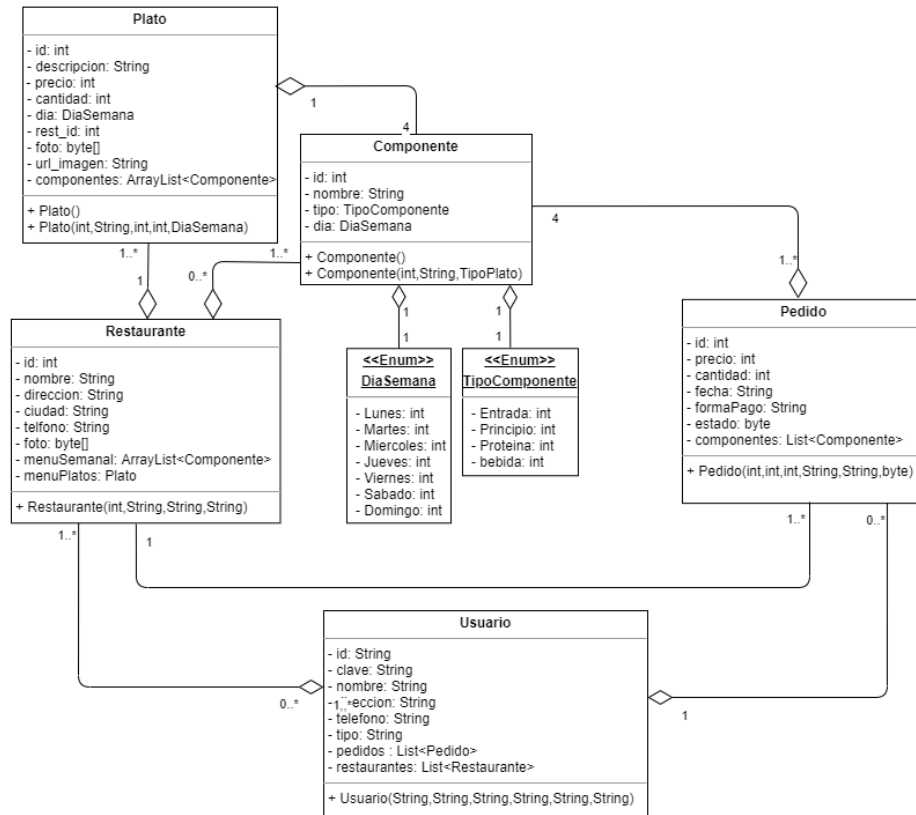 Plato
- id: int
- descripcion: String
- precio: int
- cantidad: int
- dia: DiaSemana
- rest_id: int
- foto: byte[]
- url_imagen: String
- componentes: ArrayList<Componente>
+ Plato()
+ Plato(int,String,int,int,DiaSemana)
1
4
Componente
- id: int
- nombre: String
- tipo: TipoComponente
- dia: DiaSemana
+ Componente()
+ Componente(int,String,TipoPlato)
4
1..*
1..*
1
0..*
1..*
1
1
1
1
Restaurante
- id: int
- nombre: String
- direccion: String
- ciudad: String
- telfono: String
- foto: byte[]
- menuSemanal: ArrayList<Componente>
- menuPlatos: Plato
+ Restaurante(int,String,String,String)
<<Enum>>
DiaSemana
- Lunes: int
- Martes: int
- Miercoles: int
- Jueves: int
- Viernes: int
- Sabado: int
- Domingo: int
<<Enum>>
TipoComponente
- Entrada: int
- Principio: int
- Proteina: int
- bebida: int
Pedido
- id: int
- precio: int
- cantidad: int
- fecha: String
- formaPago: String
- estado: byte
- componentes: List<Componente>
+ Pedido(int,int,int,String,String,byte)
1..*
1
1..*
0..*
Usuario
- id: String
- clave: String
- nombre: String
String
- telefono: String
- tipo: String
- pedidos : List<Pedido>
- restaurantes: List<Restaurante>
+ Usuario(String,String,String,String,String,String)
0..*
1